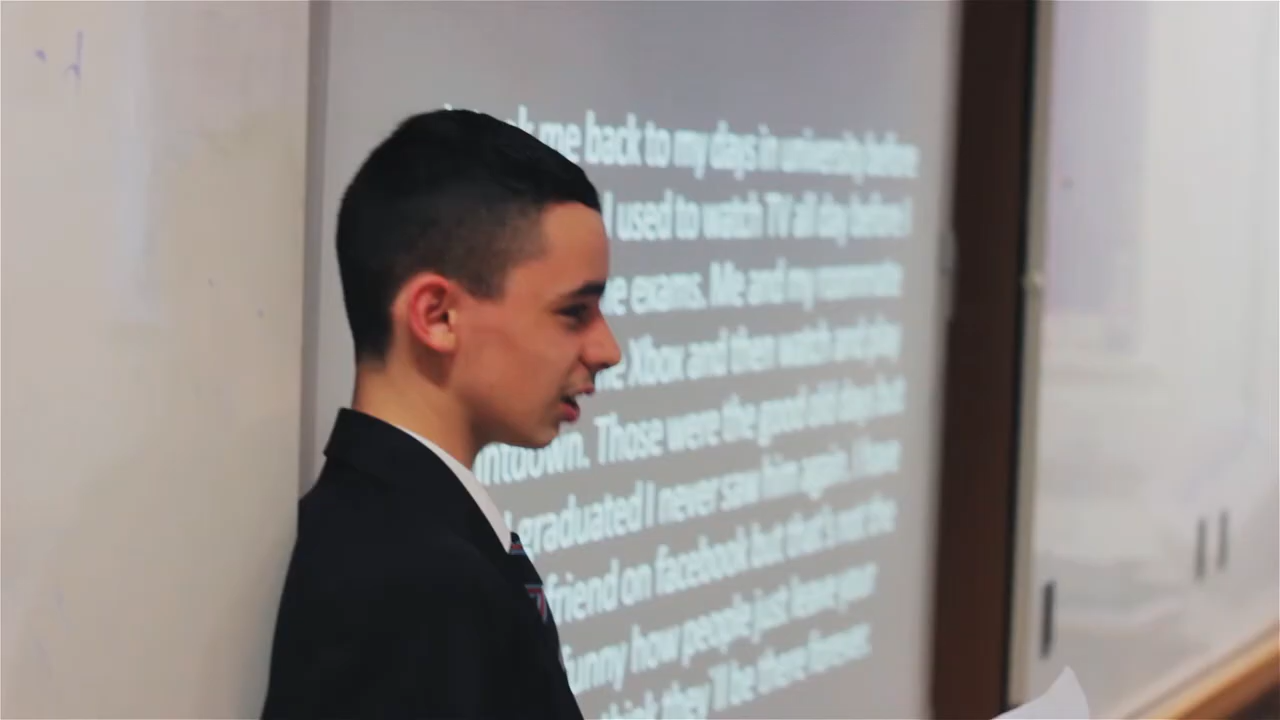 me back to my days in university before
I used to watch TV all day before I
exams. Me and my roommate
Xbox and then watch and play
Those were the good old days but
graduated I never saw him again. I have
friend on facebook but that's not the
funny how people just leave your
think they'll be there forever.